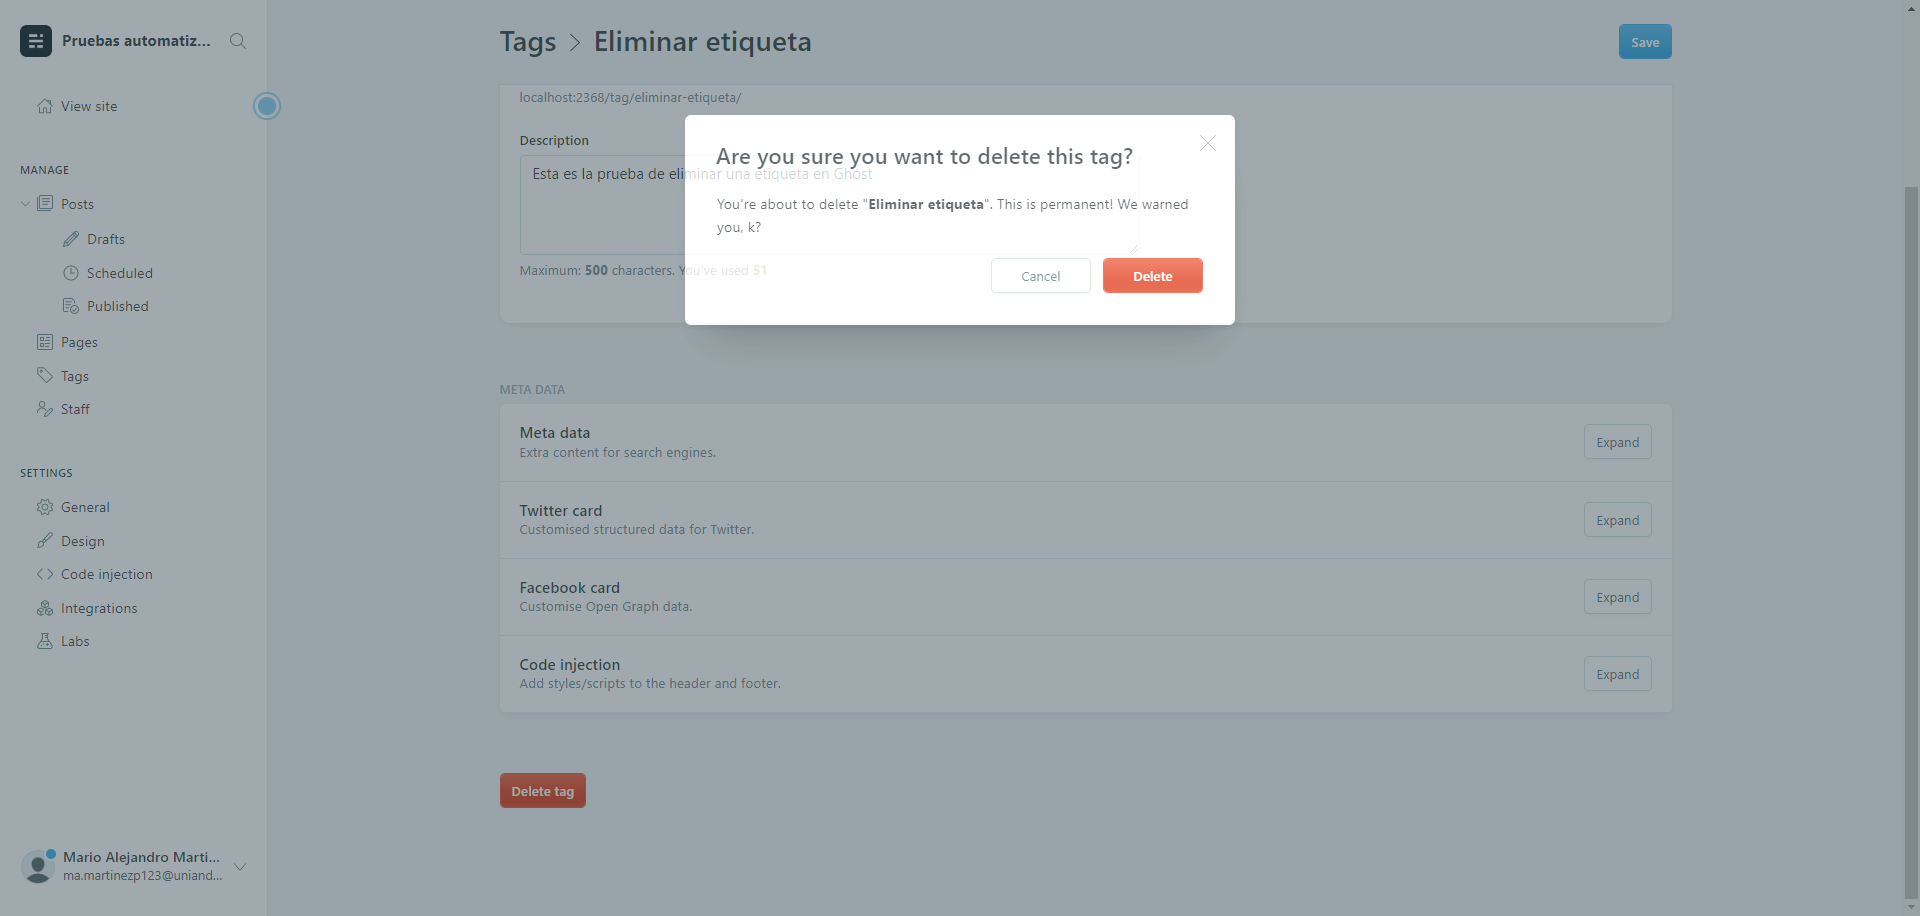 Pruebas automatiz...
View site
MANAGE
Posts
Drafts
Scheduled
Published
Pages
Tags
Staff
SETTINGS
General
Design
Code injection
Integrations
Labs
Mario Alejandro Marti...
ma.martinezp123@uniand...
Tags > Eliminar etiqueta
Save
localhost:2368/tag/eliminar-etiqueta/
Description
Esta es la prueba de eliminar una etiqueta en Ghost
Maximum: 500 characters. You've used 51
Are you sure you want to delete this tag?
You're about to delete "Eliminar etiqueta". This is permanent! We warned
you, k?
Cancel
Delete
META DATA
Meta data
Extra content for search engines.
Expand
Twitter card
Customised structured data for Twitter.
Expand
Facebook card
Customise Open Graph data.
Expand
Code injection
Add styles/scripts to the header and footer.
Expand
Delete tag